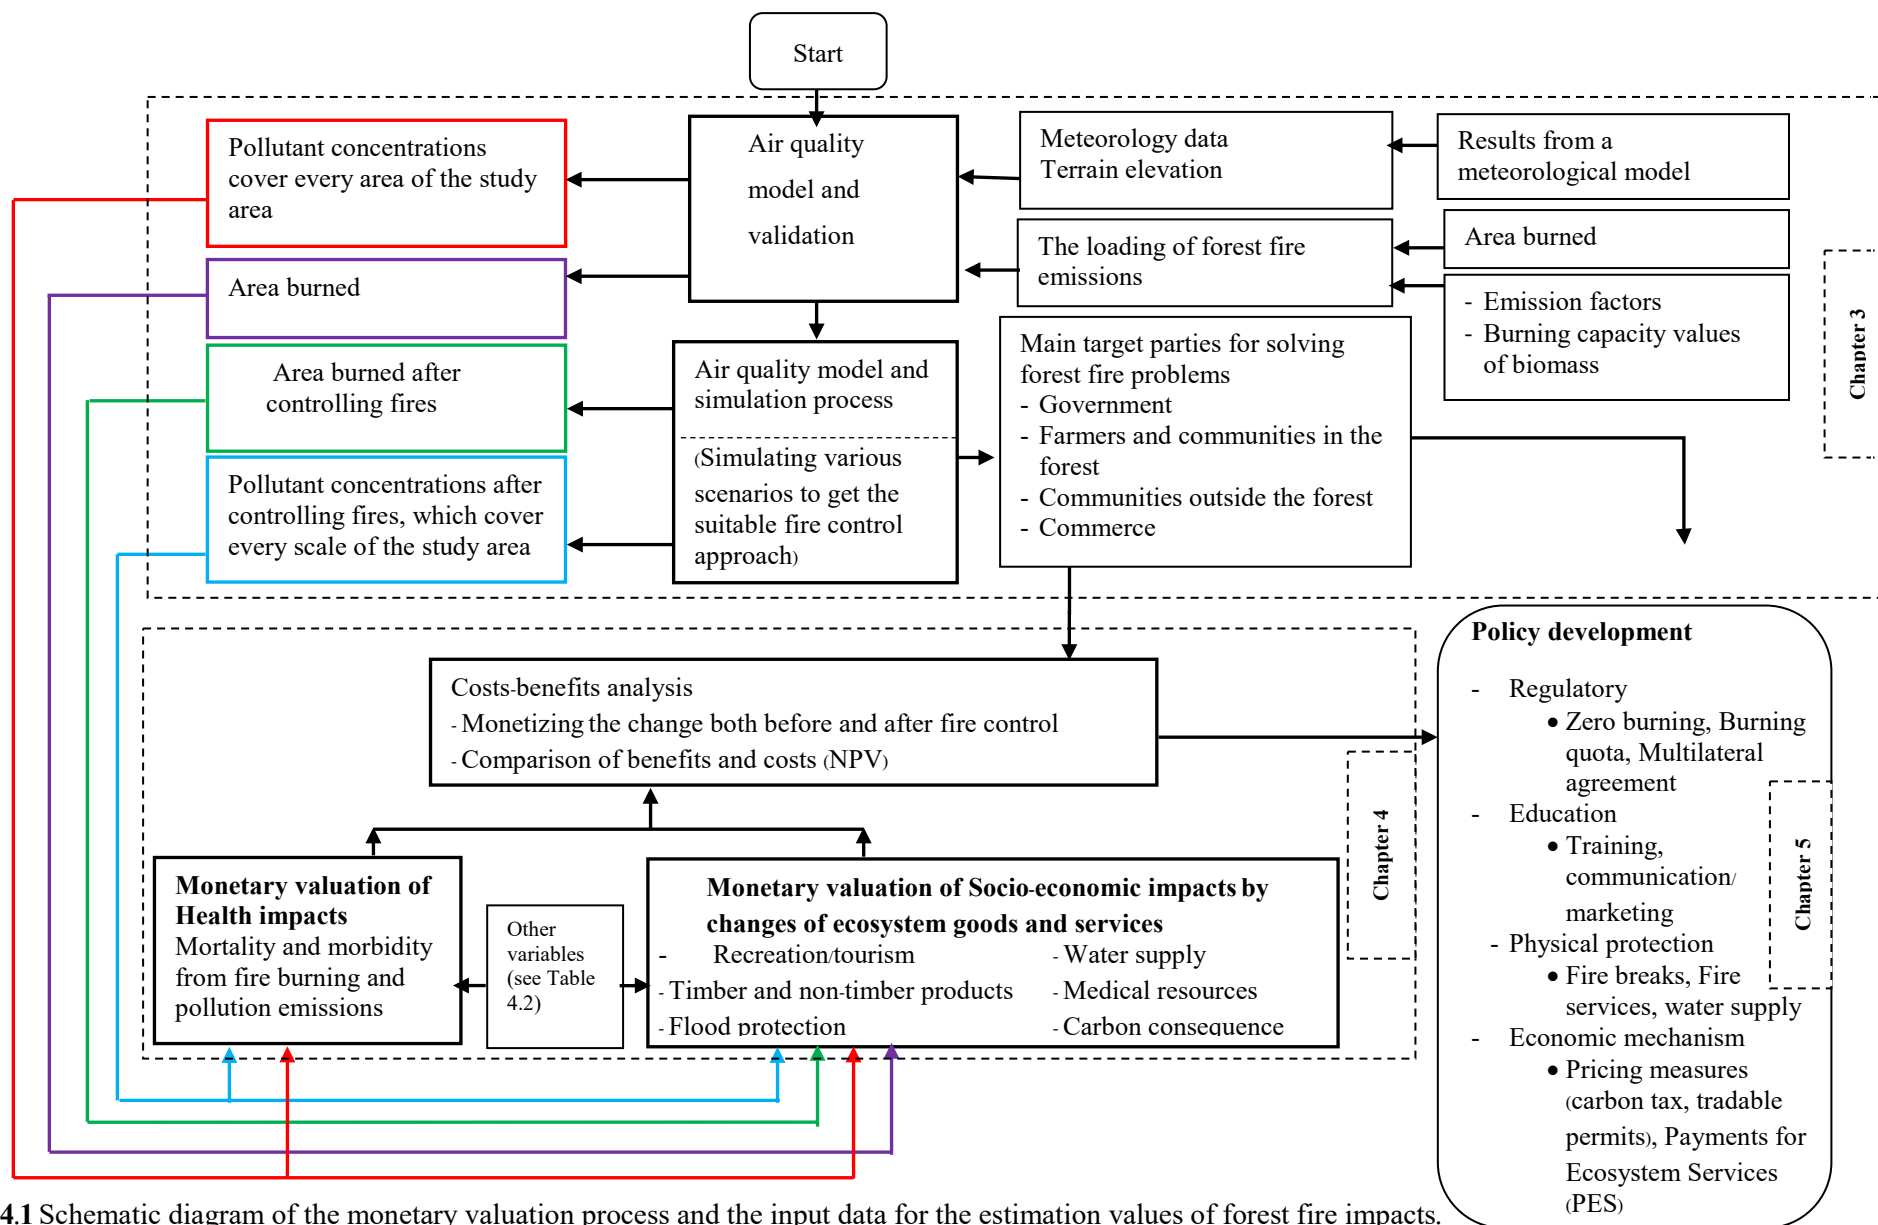 Start
Pollutant concentrations
cover every area of the study
area
Air quality
model and
validation
Meteorology data
Terrain elevation
Results from a
meteorological model
Area burned
The loading of forest fire
emissions
Area burned
- Emission factors
- Burning capacity values
of biomass
Chapter 3
Area burned after
controlling fires
Air quality model and
simulation process
(Simulating various
scenarios to get the
suitable fire control
approach)
Main target parties for solving
forest fire problems
- Government
- Farmers and communities in the
forest
- Communities outside the forest
- Commerce
Pollutant concentrations after
controlling fires, which cover
every scale of the study area
Costs-benefits analysis
- Monetizing the change both before and after fire control
- Comparison of benefits and costs (NPV)
Chapter 4
Monetary valuation of
Health impacts
Mortality and morbidity
from fire burning and
pollution emissions
Other
variables
(see Table
4.2)
Monetary valuation of Socio-economic impacts by
changes of ecosystem goods and services
- Recreation/tourism
- Timber and non-timber products
- Flood protection
- Water supply
- Medical resources
- Carbon consequence
Policy development
- Regulatory
• Zero burning, Burning
quota, Multilateral
agreement
- Education
• Training,
communication/
marketing
- Physical protection
• Fire breaks, Fire
services, water supply
- Economic mechanism
• Pricing measures
(carbon tax, tradable
permits), Payments for
Ecosystem Services
(PES)
Chapter 5
4.1 Schematic diagram of the monetary valuation process and the input data for the estimation values of forest fire impacts.